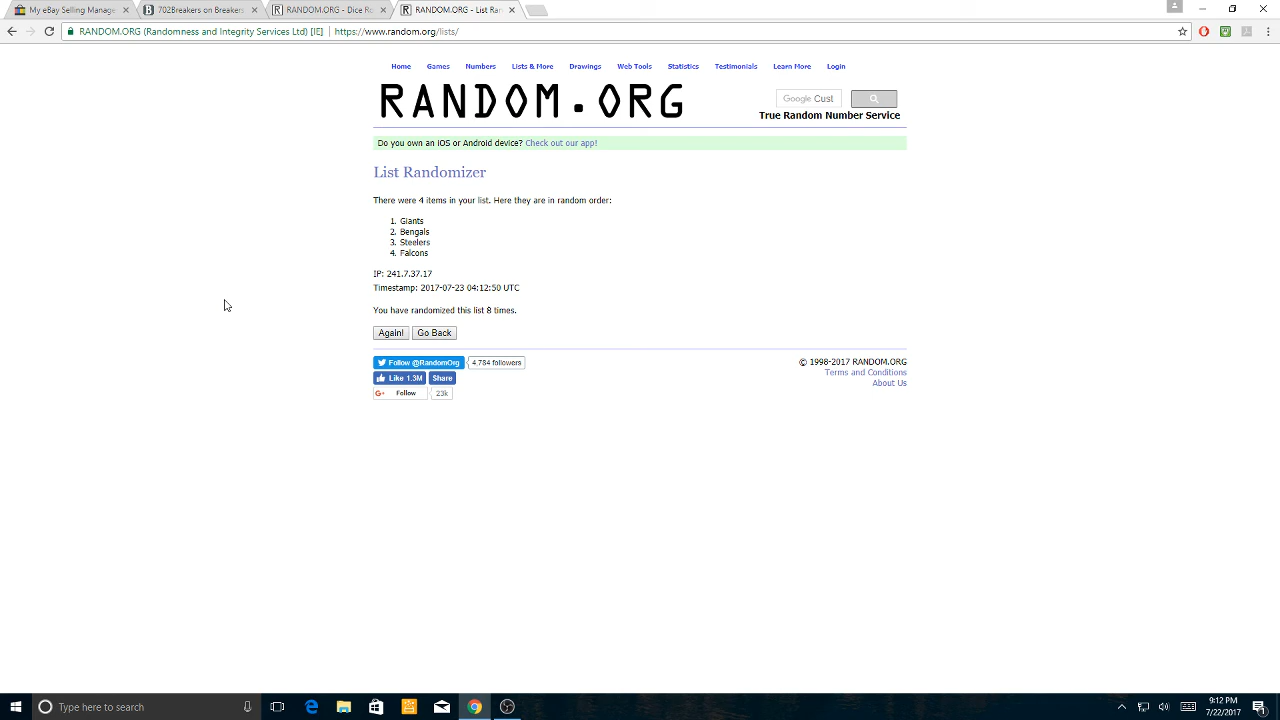 My eBay Selling Manage
702Breakers on Breakers
RANDOM.ORG - Dice Ro
RANDOM.ORG - List Ran
RANDOM.ORG (Randomness and Integrity Services Ltd) [IE]
https://www.random.org/lists/
Home Games Numbers Lists & More Drawings Web Tools Statistics Testimonials Learn More Login
RANDOM.ORG
Google Cust
True Random Number Service
Do you own an iOS or Android device? Check out our app!
List Randomizer
There were 4 items in your list. Here they are in random order:
1. Giants
2. Bengals
3. Steelers
4. Falcons
IP: 241.7.37.17
Timestamp: 2017-07-23 04:12:50 UTC
You have randomized this list 8 times.
Again! Go Back
Follow @RandomOrg 4,784 followers
Like 1.3M Share
G+ Follow 23k
© 1998-2017 RANDOM.ORG
Terms and Conditions
About Us
Type here to search
9:12 PM
7/22/2017